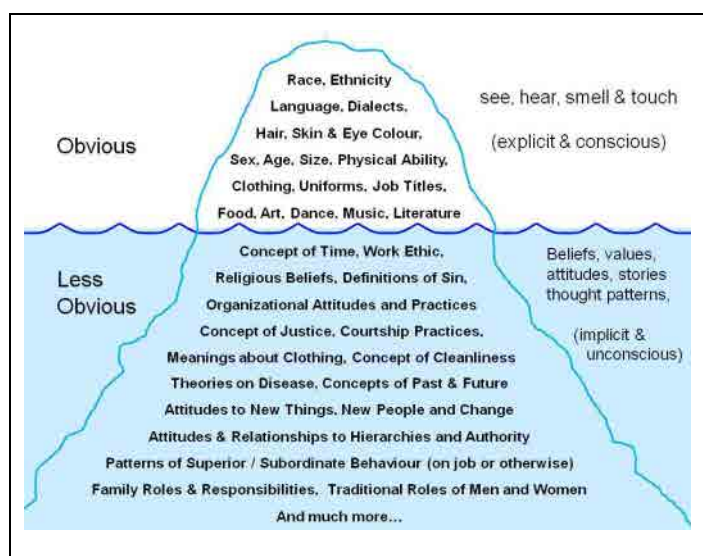 Race, Ethnicity
Language, Dialects,
Hair, Skin & Eye Colour,
Sex, Age, Size, Physical Ability,
Clothing, Uniforms, Job Titles,
Food, Art, Dance, Music, Literature
Obvious
see, hear, smell & touch
(explicit & conscious)
Concept of Time, Work Ethic,
Religious Beliefs, Definitions of Sin,
Organizational Attitudes and Practices
Concept of Justice, Courtship Practices,
Meanings about Clothing, Concept of Cleanliness
Theories on Disease, Concepts of Past & Future
Attitudes to New Things, New People and Change
Attitudes & Relationships to Hierarchies and Authority
Patterns of Superior / Subordinate Behaviour (on job or otherwise)
Family Roles & Responsibilities, Traditional Roles of Men and Women
And much more…
Less
Obvious
Beliefs, values,
attitudes, stories
thought patterns,
(implicit &
unconscious)